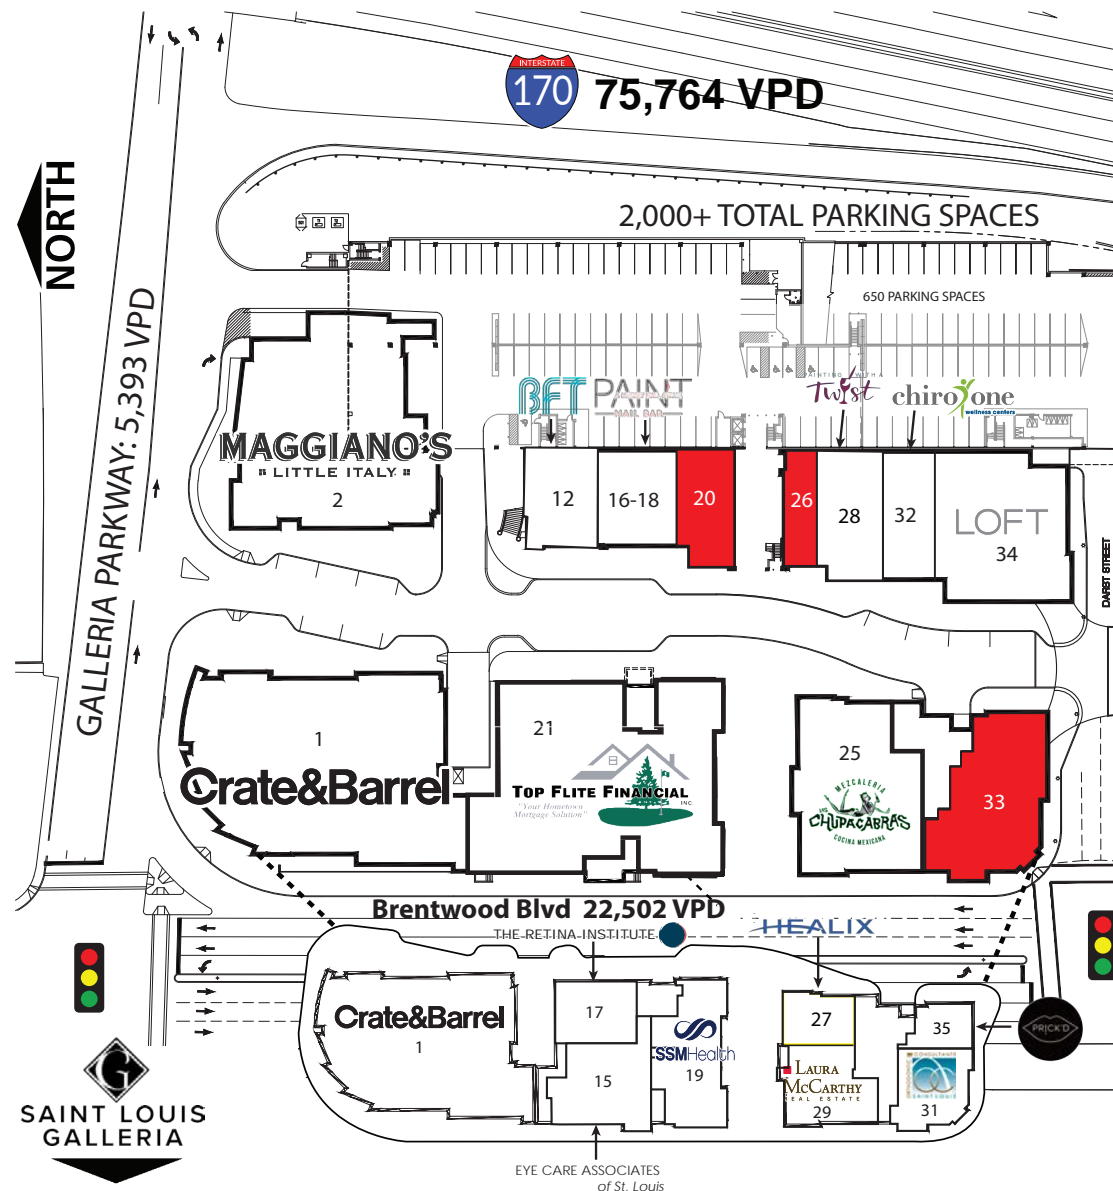 INTERSTATE
170
75,764 VPD
NORTH
2,000+ TOTAL PARKING SPACES
650 PARKING SPACES
GALLERIA PARKWAY: 5,393 VPD
BFT
PAINT
NAIL BAR
PAINTING WITH A
Twist
chiro one
wellness centers
MAGGIANO'S
LITTLE ITALY
2
12
16-18
20
26
28
32
LOFT
34
DARST STREET
1
Crate&Barrel
21
TOP FLITE FINANCIAL
INC.
"Your Hometown
Mortgage Solution"
25
MEZCALERIA
LAS
CHUPACABRAS
COCINA MEXICANA
33
Brentwood Blvd 22,502 VPD
THE RETINA INSTITUTE
HEALIX
Crate&Barrel
1
17
15
SSMHealth
19
27
LAURA
MCCARTHY
REAL ESTATE
29
35
31
PRICK'D
SAINT LOUIS
GALLERIA
EYE CARE ASSOCIATES
of St. Louis